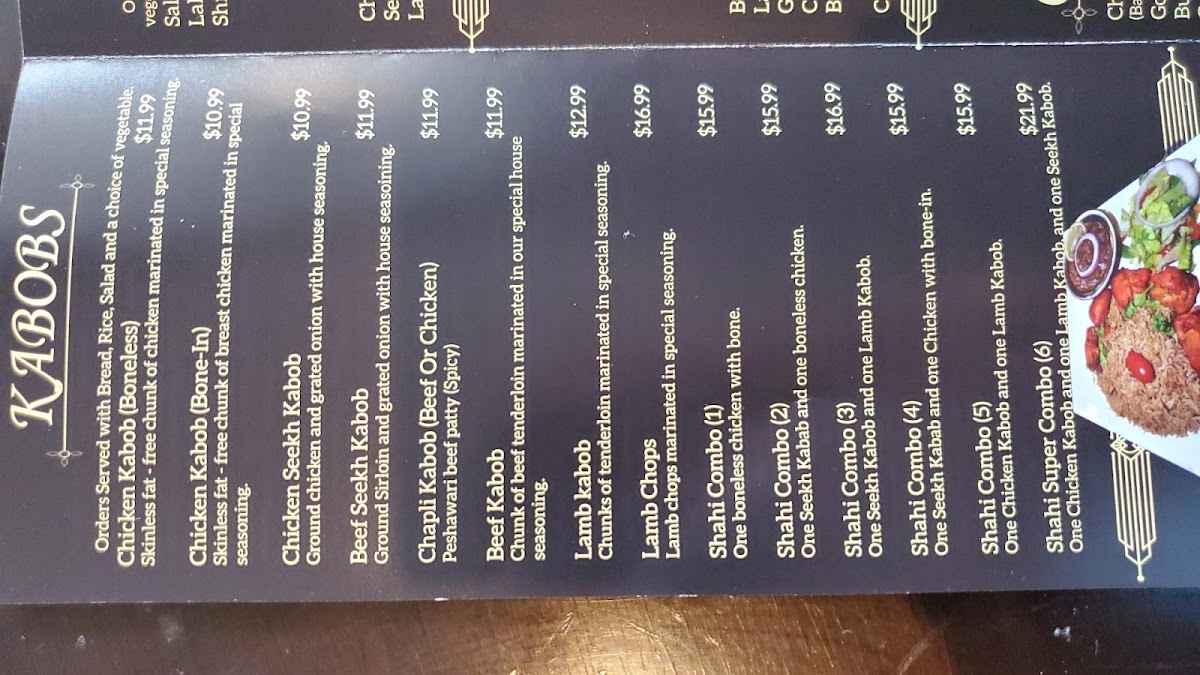 KABOBS
Orders Served with Bread, Rice, Salad and a choice of vegetable.
Chicken Kabob (Boneless) $11.99
Skinless fat - free chunk of chicken marinated in special seasoning.
Chicken Kabob (Bone-In) $10.99
Skinless fat - free chunk of breast chicken marinated in special
seasoning.
Chicken Seekh Kabob $10.99
Ground chicken and grated onion with house seasoning.
Beef Seekh Kabob $11.99
Ground Sirloin and grated onion with house seasoining.
Chapli Kabob (Beef Or Chicken) $11.99
Peshawari beef patty (Spicy)
Beef Kabob $11.99
Chunk of beef tenderloin marinated in our special house
seasoning.
Lamb kabob $12.99
Chunks of tenderloin marinated in special seasoning.
Lamb Chops $16.99
Lamb chops marinated in special seasoning.
Shahi Combo (1) $15.99
One boneless chicken with bone.
Shahi Combo (2) $15.99
One Seekh Kabab and one boneless chicken.
Shahi Combo (3) $16.99
One Seekh Kabob and one Lamb Kabob.
Shahi Combo (4) $15.99
One Seekh Kabab and one Chicken with bone-in.
Shahi Combo (5) $15.99
One Chicken Kabob and one Lamb Kabob.
Shahi Super Combo (6) $21.99
One Chicken Kabob and one Lamb Kabob and one Seekh Kabob.